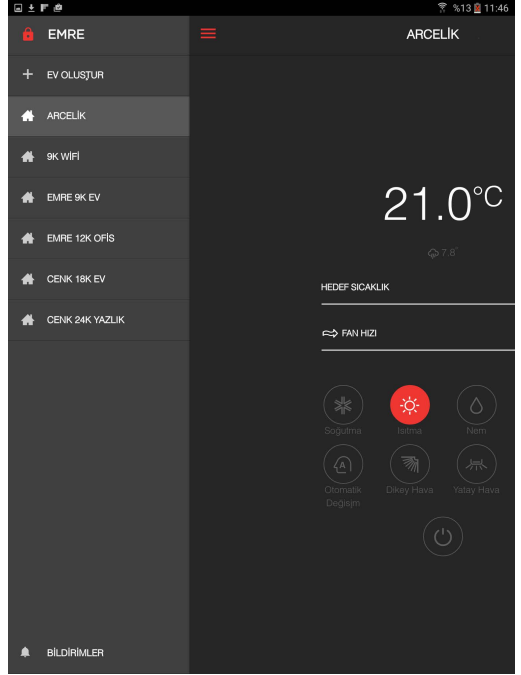 %13 11:46
EMRE
ARCELİK
EV OLUSŢUR
ARCELİK
9K WİFİ
EMRE 9K EV
EMRE 12K OFİS
CENK 18K EV
CENK 24K YAZLIK
BİLDİRİMLER
21.0°C
7.8°
HEDEF SICAKLIK
FAN HIZI
Soğutma
Isıtma
Nem
A
Otomatik
Değişjm
Dikey Hava
Yatay Hava